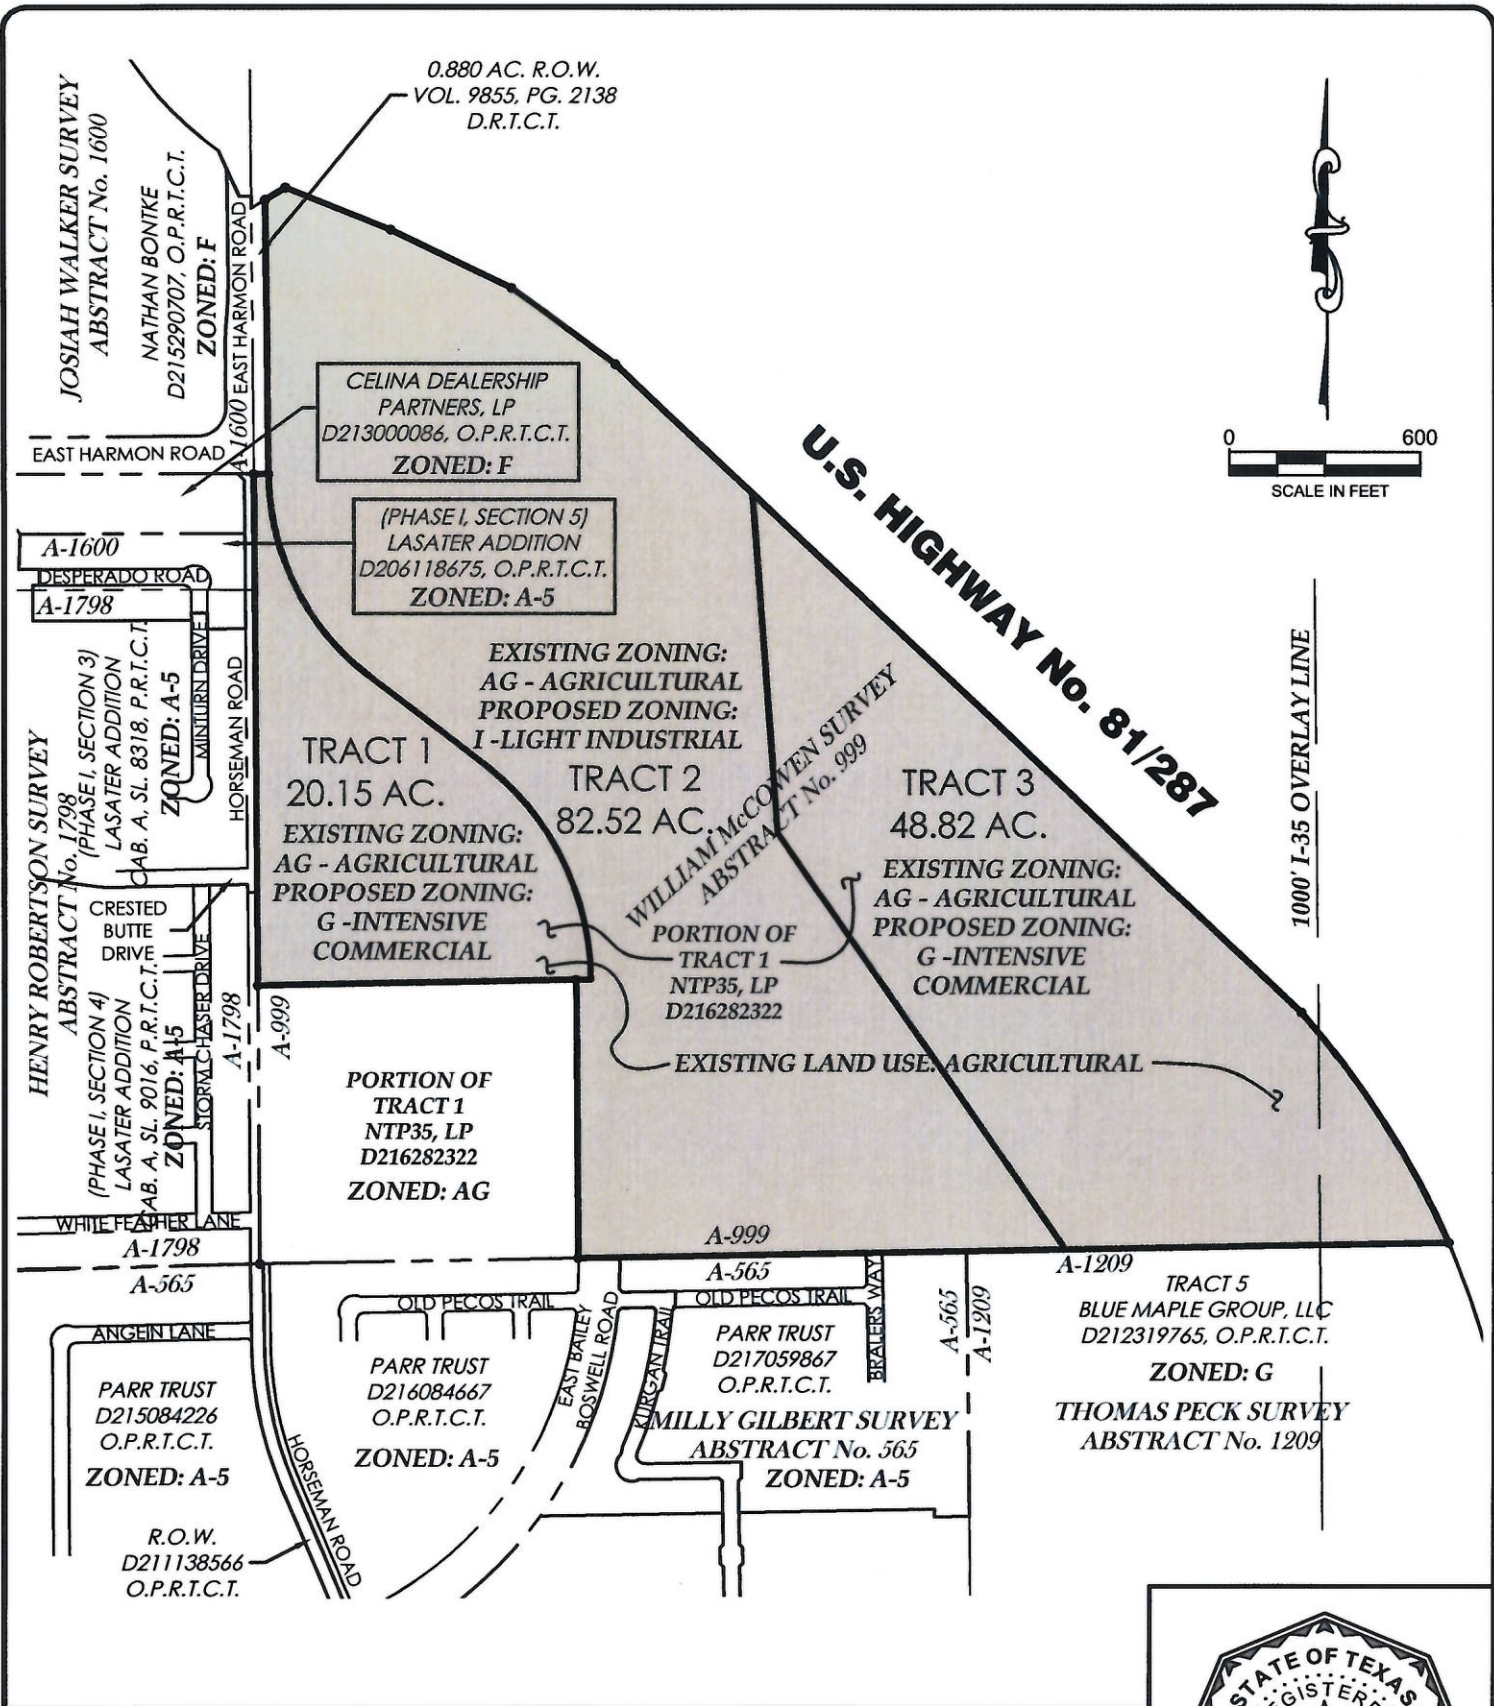 0.880 AC. R.O.W.
VOL. 9855, PG. 2138
D.R.T.C.T.
JOSIAH WALKER SURVEY
ABSTRACT No. 1600
NATHAN BONTKE
D215290707, O.P.R.T.C.T.
ZONED: F
EAST HARMON ROAD
A-1600
EAST HARMON ROAD
CELINA DEALERSHIP
PARTNERS, LP
D213000086, O.P.R.T.C.T.
ZONED: F
(PHASE I, SECTION 5)
LASATER ADDITION
D206118675, O.P.R.T.C.T.
ZONED: A-5
0 600
SCALE IN FEET
U.S. HIGHWAY No. 81/287
1000' I-35 OVERLAY LINE
A-1600
DESPERADO ROAD
A-1798
MINTURN DRIVE
HORSEMAN ROAD
(PHASE I, SECTION 3)
LASATER ADDITION
CAB. A, SL. 8318, P.R.T.C.T.
ZONED: A-5
HENRY ROBERTSON SURVEY
ABSTRACT No. 1798
EXISTING ZONING:
AG - AGRICULTURAL
PROPOSED ZONING:
I -LIGHT INDUSTRIAL
TRACT 2
82.52 AC.
TRACT 1
20.15 AC.
EXISTING ZONING:
AG - AGRICULTURAL
PROPOSED ZONING:
G -INTENSIVE
COMMERCIAL
WILLIAM McCOWEN SURVEY
ABSTRACT No. 999
TRACT 3
48.82 AC.
EXISTING ZONING:
AG - AGRICULTURAL
PROPOSED ZONING:
G -INTENSIVE
COMMERCIAL
PORTION OF
TRACT 1
NTP35, LP
D216282322
EXISTING LAND USE: AGRICULTURAL
CRESTED
BUTTE
DRIVE
STORM CHASER DRIVE
(PHASE I, SECTION 4)
LASATER ADDITION
CAB. A, SL. 9016, P.R.T.C.T.
ZONED: A-5
A-1798
A-999
PORTION OF
TRACT 1
NTP35, LP
D216282322
ZONED: AG
WHITE FEATHER LANE
A-1798
A-565
A-999
A-565
A-1209
OLD PECOS TRAIL
OLD PECOS TRAIL
BRALERS WAY
A-565
A-1209
TRACT 5
BLUE MAPLE GROUP, LLC
D212319765, O.P.R.T.C.T.
ZONED: G
THOMAS PECK SURVEY
ABSTRACT No. 1209
ANGEIN LANE
PARR TRUST
D215084226
O.P.R.T.C.T.
ZONED: A-5
HORSEMAN ROAD
R.O.W.
D211138566
O.P.R.T.C.T.
PARR TRUST
D216084667
O.P.R.T.C.T.
ZONED: A-5
EAST BAILEY
BOSWELL ROAD
KURGAN TRAIL
PARR TRUST
D217059867
O.P.R.T.C.T.
MILLY GILBERT SURVEY
ABSTRACT No. 565
ZONED: A-5
STATE OF TEXAS